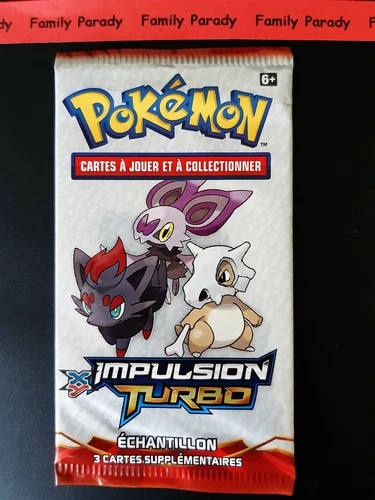 Family Parady Family Parady Family Parady
6+
POKéMON
TM
CARTES À JOUER ET À COLLECTIONNER
XY
IMPULSION
TURBO
ÉCHANTILLON
3 CARTES SUPPLÉMENTAIRES